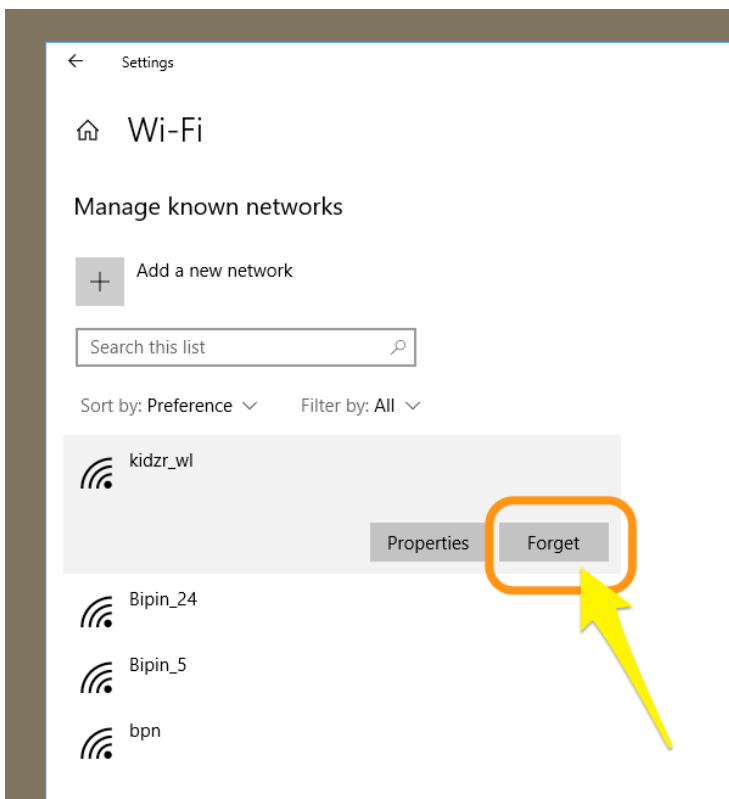 Settings
Wi-Fi
Manage known networks
Add a new network
Search this list
Sort by: Preference Filter by: All
kidzr_wl
Properties Forget
Bipin_24
Bipin_5
bpn